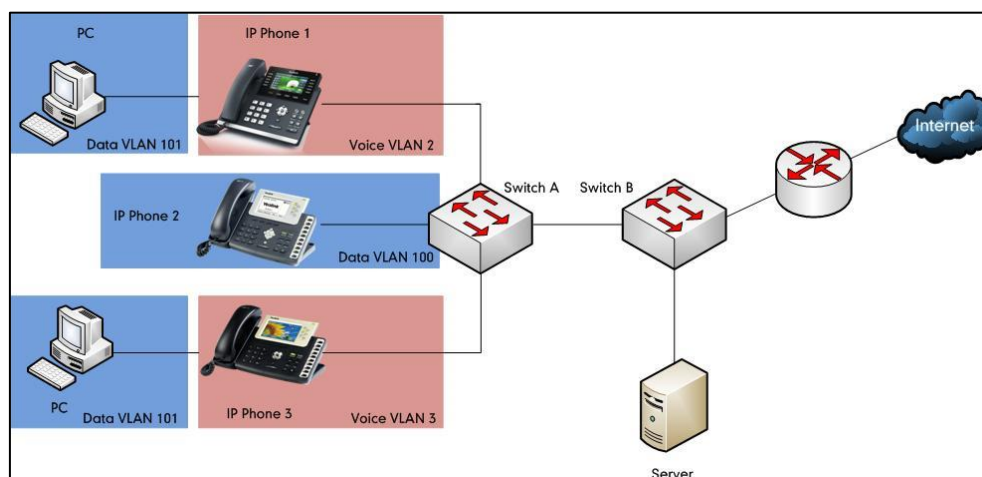 PC
IP Phone 1
Data VLAN 101
Voice VLAN 2
IP Phone 2
Data VLAN 100
Switch A
Switch B
Internet
PC
Data VLAN 101
IP Phone 3
Voice VLAN 3
Server